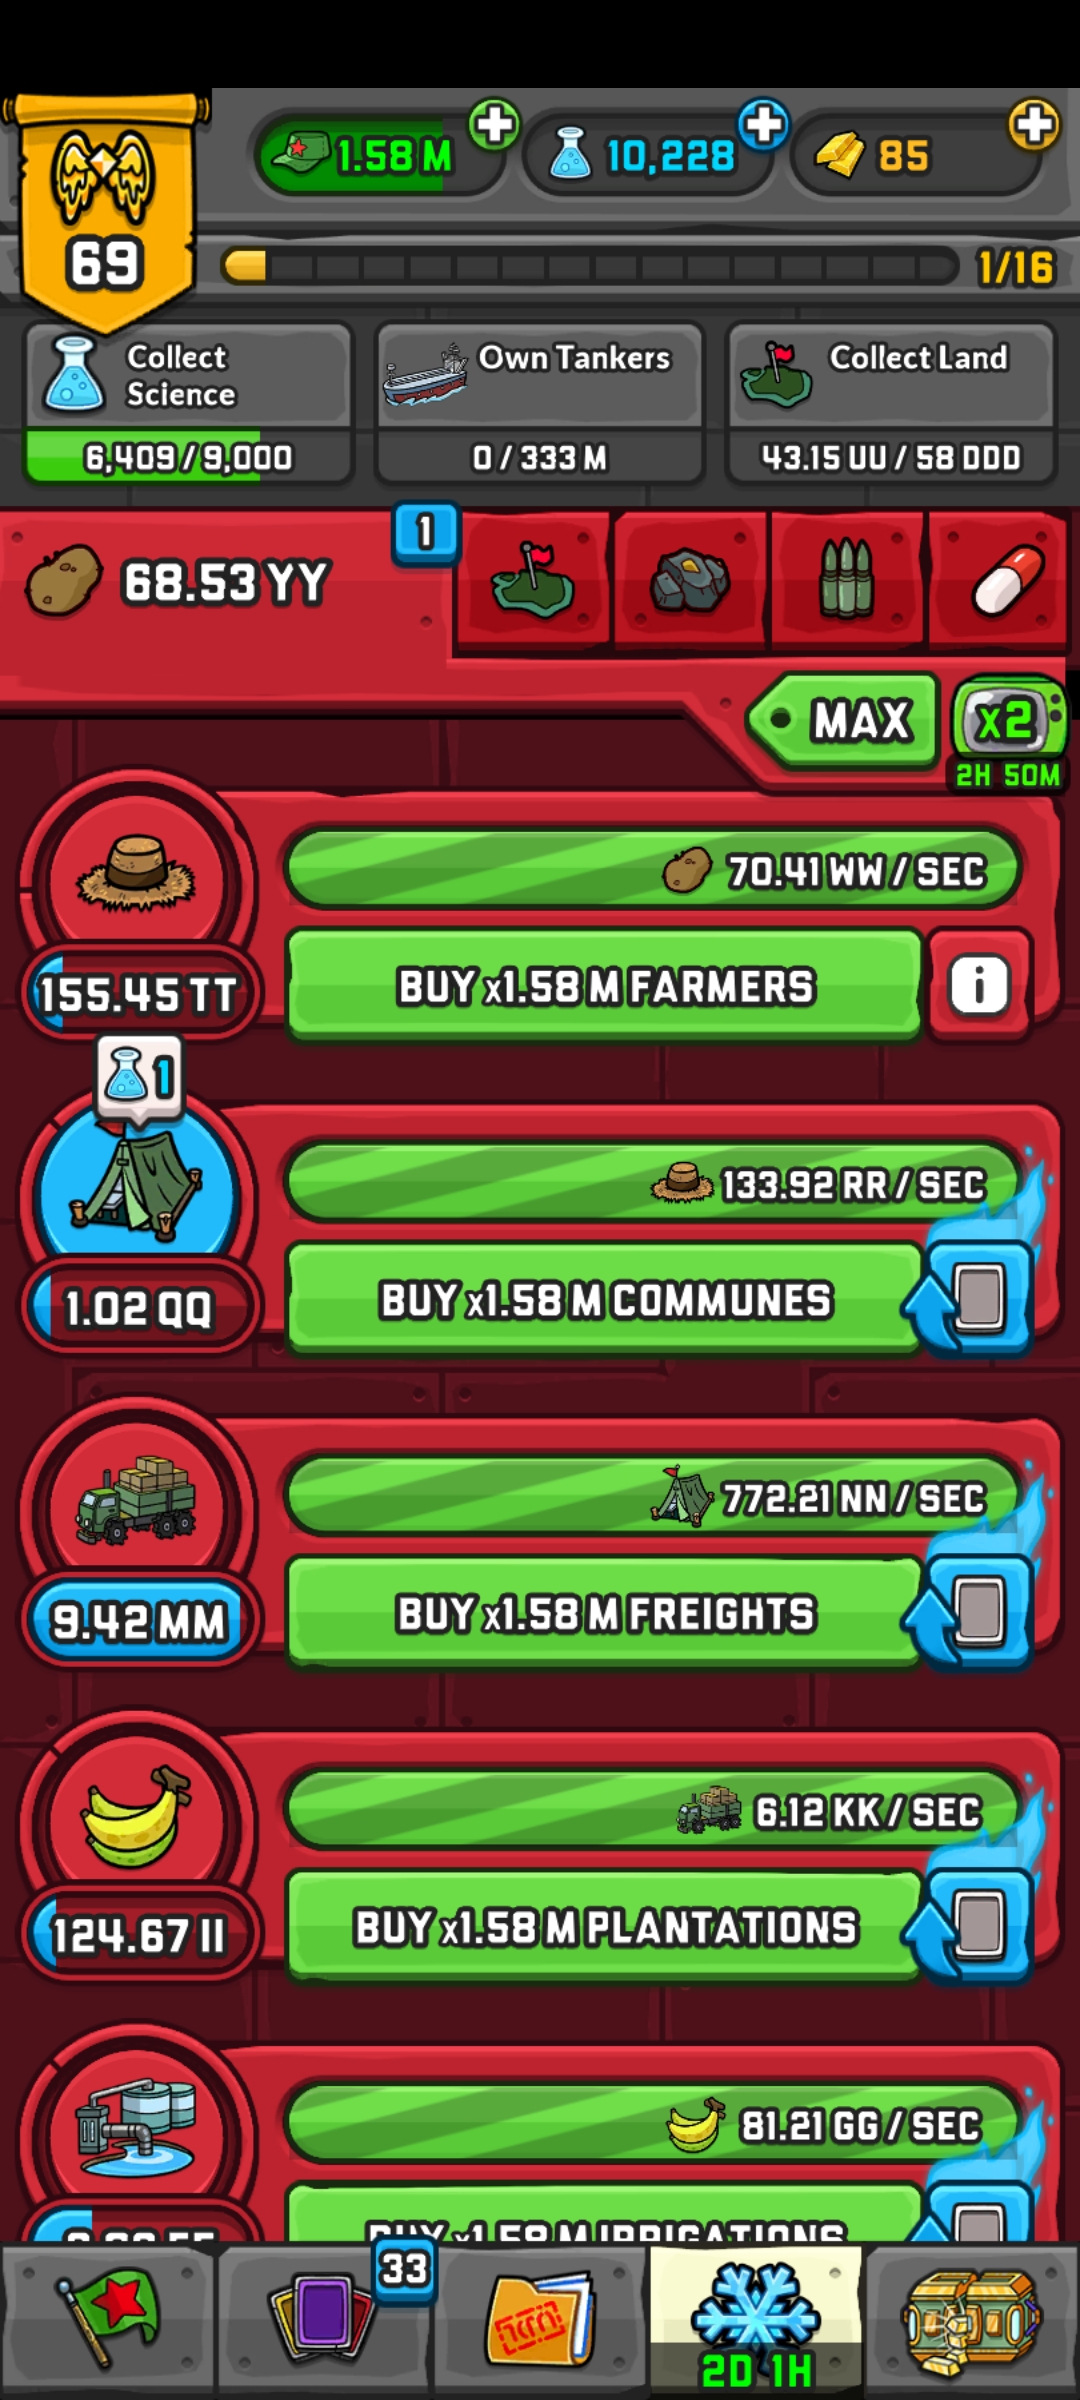 69
1.58 M
10,228
85
1/16
Collect
Science
6,409/9,000
Own Tankers
0/333 M
Collect Land
43.15 UU/58 DDD
68.53 YY
1
MAX
x2
2H 50M
70.41 WW/SEC
155.45 TT
BUY x1.58 M FARMERS
i
1
133.92 RR/SEC
1.02 QQ
BUY x1.58 M COMMUNES
772.21 NN/SEC
9.42 MM
BUY x1.58 M FREIGHTS
6.12 KK/SEC
124.67 II
BUY x1.58 M PLANTATIONS
81.21 GG/SEC
BUY x1.58 M IRRIGATIONS
33
2D 1H